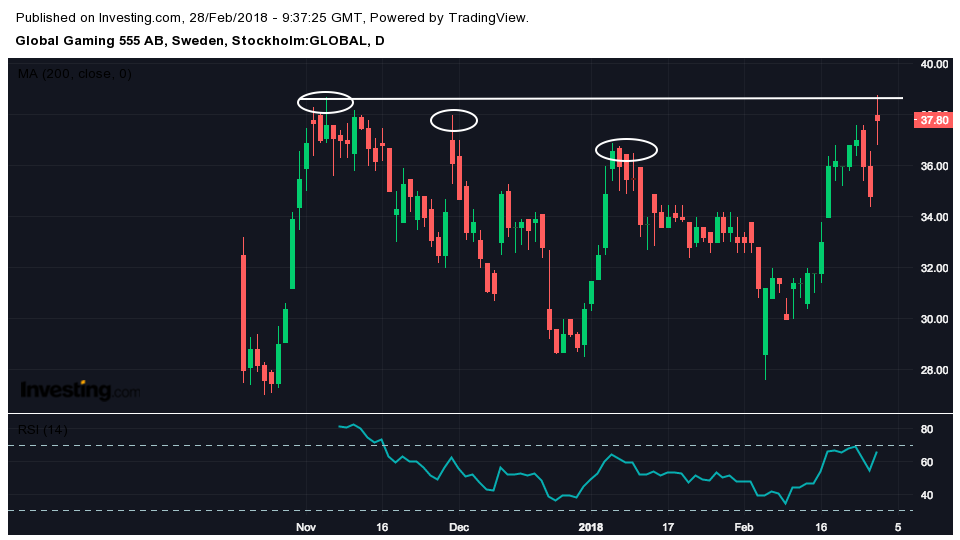 Published on Investing.com, 28/Feb/2018 - 9:37:25 GMT, Powered by TradingView.
Global Gaming 555 AB, Sweden, Stockholm:GLOBAL, D
MA (200, close, 0)
40.00
38.00
37.80
36.00
34.00
32.00
30.00
28.00
Investing.com
RSI (14)
80
60
40
Nov
16
Dec
2018
17
Feb
16
5